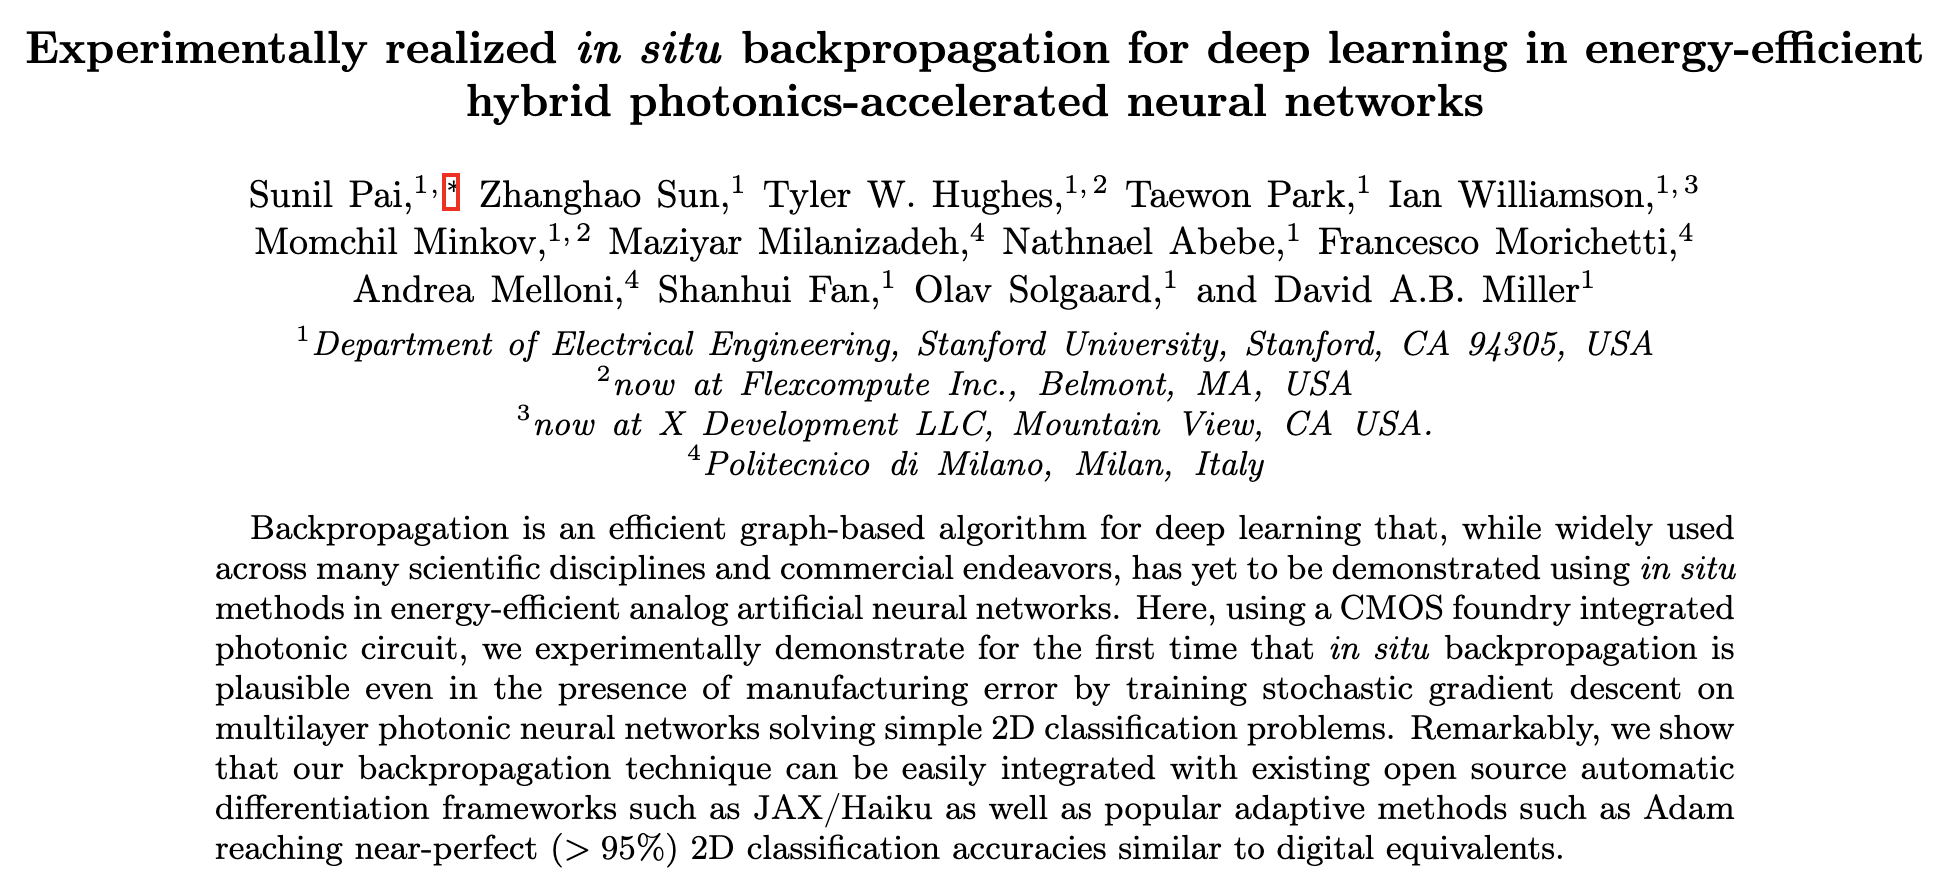 Experimentally realized in situ backpropagation for deep learning in energy-efficient
hybrid photonics-accelerated neural networks
Sunil Pai,1, * Zhanghao Sun,1 Tyler W. Hughes,1, 2 Taewon Park,1 Ian Williamson,1, 3
Momchil Minkov,1, 2 Maziyar Milanizadeh,4 Nathnael Abebe,1 Francesco Morichetti,4
Andrea Melloni,4 Shanhui Fan,1 Olav Solgaard,1 and David A.B. Miller1
1Department of Electrical Engineering, Stanford University, Stanford, CA 94305, USA
2now at Flexcompute Inc., Belmont, MA, USA
3now at X Development LLC, Mountain View, CA USA.
4Politecnico di Milano, Milan, Italy
Backpropagation is an efficient graph-based algorithm for deep learning that, while widely used
across many scientific disciplines and commercial endeavors, has yet to be demonstrated using in situ
methods in energy-efficient analog artificial neural networks. Here, using a CMOS foundry integrated
photonic circuit, we experimentally demonstrate for the first time that in situ backpropagation is
plausible even in the presence of manufacturing error by training stochastic gradient descent on
multilayer photonic neural networks solving simple 2D classification problems. Remarkably, we show
that our backpropagation technique can be easily integrated with existing open source automatic
differentiation frameworks such as JAX/Haiku as well as popular adaptive methods such as Adam
reaching near-perfect (> 95%) 2D classification accuracies similar to digital equivalents.